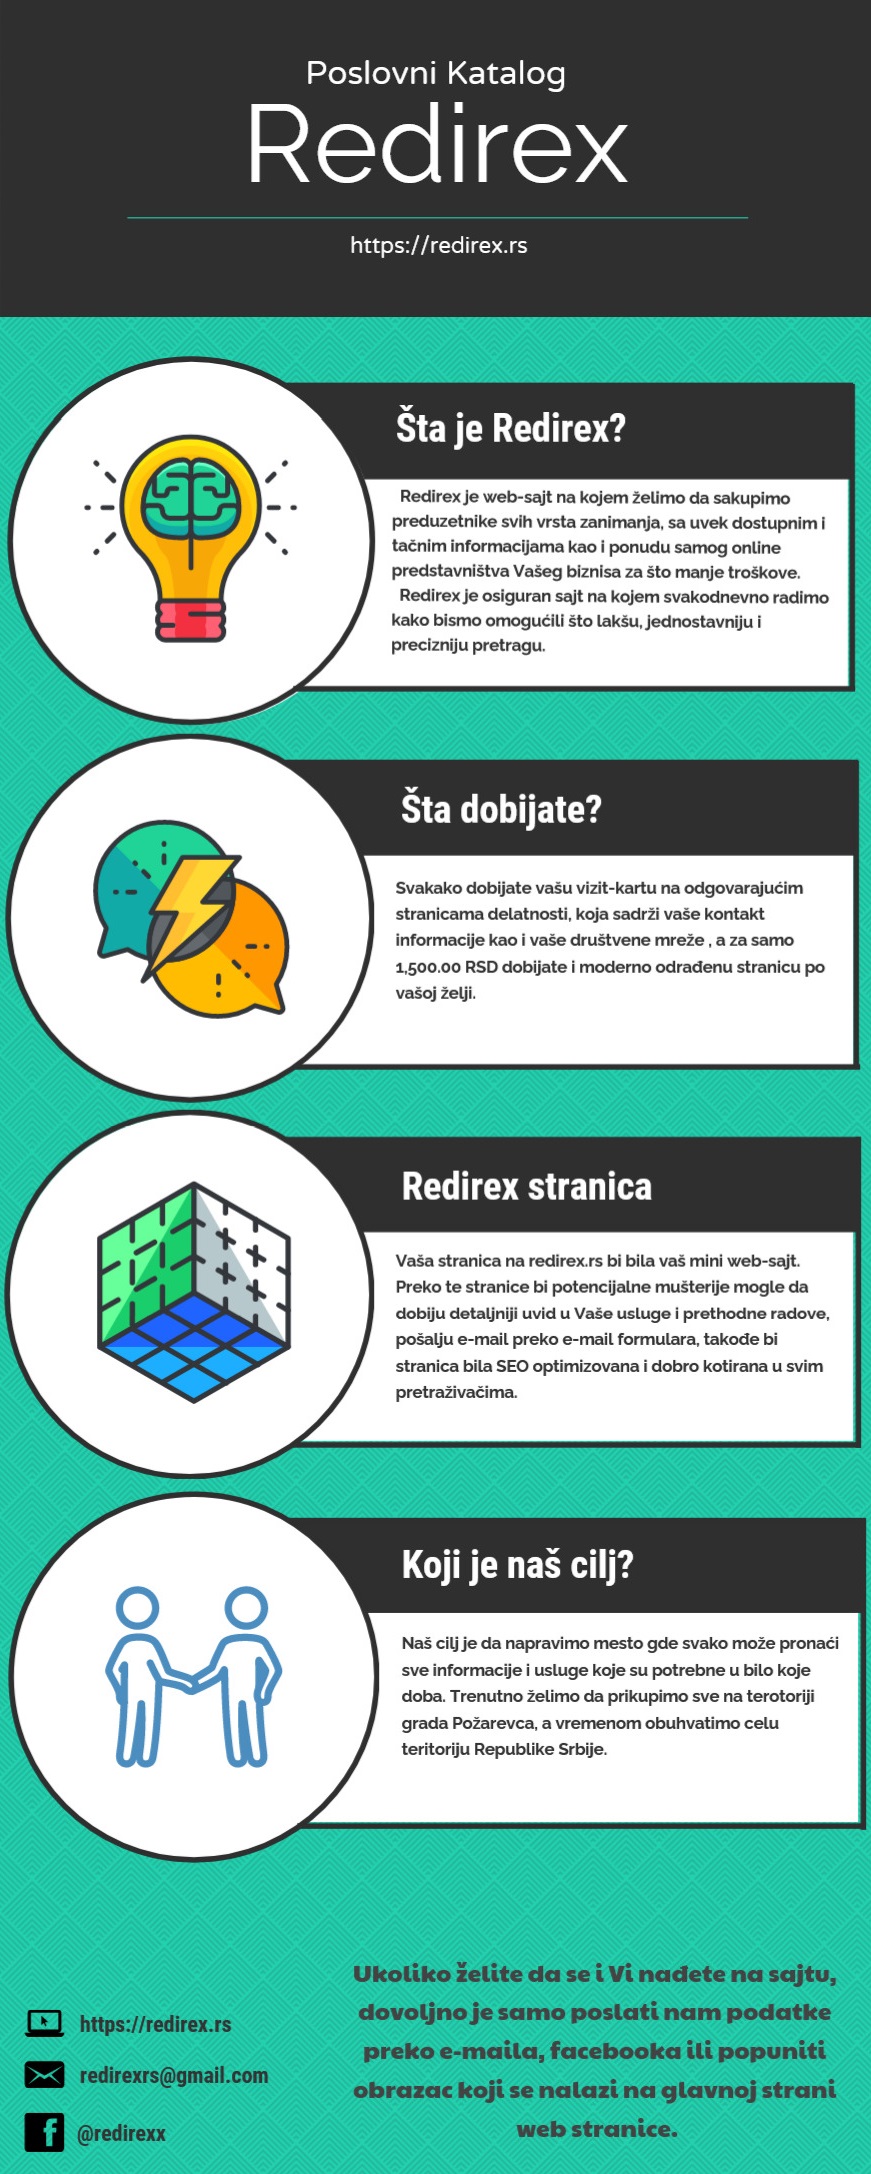 Poslovni Katalog
Redirex
https://redirex.rs
Šta je Redirex?
Redirex je web-sajt na kojem želimo da sakupimo
preduzetnike svih vrsta zanimanja, sa uvek dostupnim i
tačnim informacijama kao i ponudu samog online
predstavništva Vašeg biznisa za što manje troškove.
Redirex je osiguran sajt na kojem svakodnevno radimo
kako bismo omogućili što lakšu, jednostavniju i
precizniju pretragu.
Šta dobijate?
Svakako dobijate vašu vizit-kartu na odgovarajućim
stranicama delatnosti, koja sadrži vaše kontakt
informacije kao i vaše društvene mreže , a za samo
1,500.00 RSD dobijate i moderno odrađenu stranicu po
vašoj želji.
Redirex stranica
Vaša stranica na redirex.rs bi bila vaš mini web-sajt.
Preko te stranice bi potencijalne mušterije mogle da
dobiju detaljniji uvid u Vaše usluge i prethodne radove,
pošalju e-mail preko e-mail formulara, takođe bi
stranica bila SEO optimizovana i dobro kotirana u svim
pretraživačima.
Koji je naš cilj?
Naš cilj je da napravimo mesto gde svako može pronaći
sve informacije i usluge koje su potrebne u bilo koje
doba. Trenutno želimo da prikupimo sve na terotoriji
grada Požarevca, a vremenom obuhvatimo celu
teritoriju Republike Srbije.
Ukoliko želite da se i Vi nađete na sajtu,
dovoljno je samo poslati nam podatke
preko e-maila, facebooka ili popuniti
obrazac koji se nalazi na glavnoj strani
web stranice.
https://redirex.rs
redirexrs@gmail.com
@redirexx